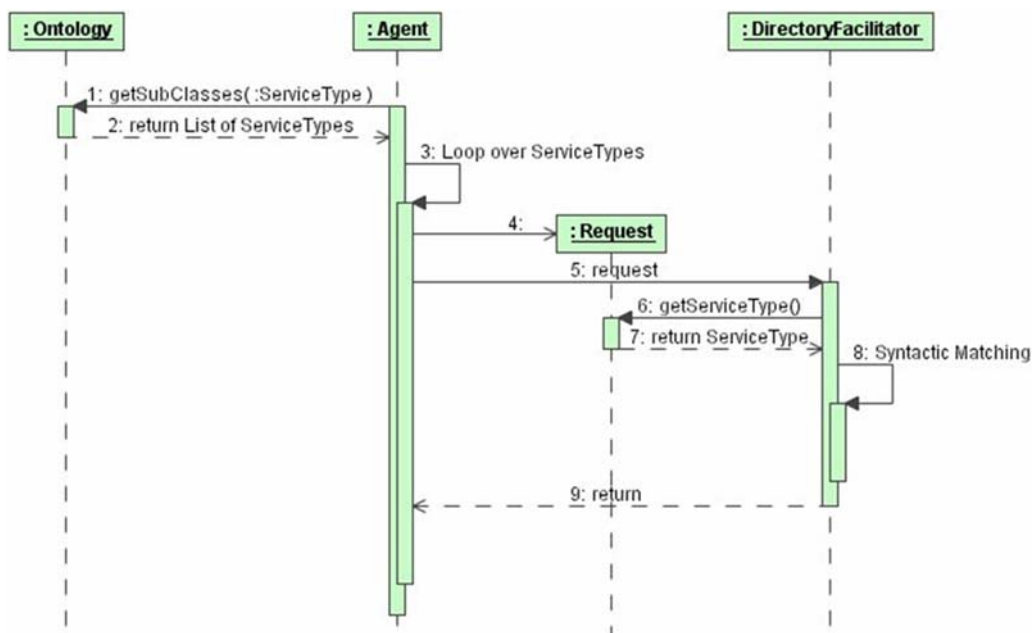 : Ontology
: Agent
: DirectoryFacilitator
1: getSubClasses( :ServiceType )
2: return List of ServiceTypes
3: Loop over ServiceTypes
4:
: Request
5: request
6: getServiceType()
7: return ServiceType
8: Syntactic Matching
9: return